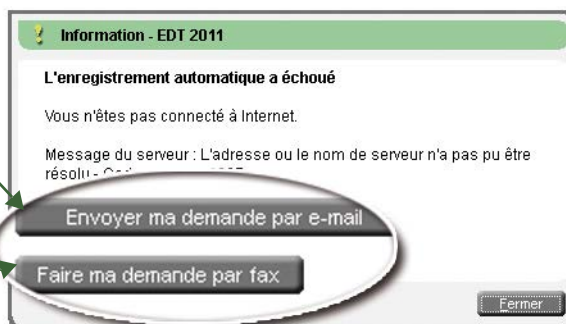 Information - EDT 2011
L'enregistrement automatique a échoué
Vous n'êtes pas connecté à Internet.
Message du serveur : L'adresse ou le nom de serveur n'a pas pu être
résolu -
Envoyer ma demande par e-mail
Faire ma demande par fax
Fermer